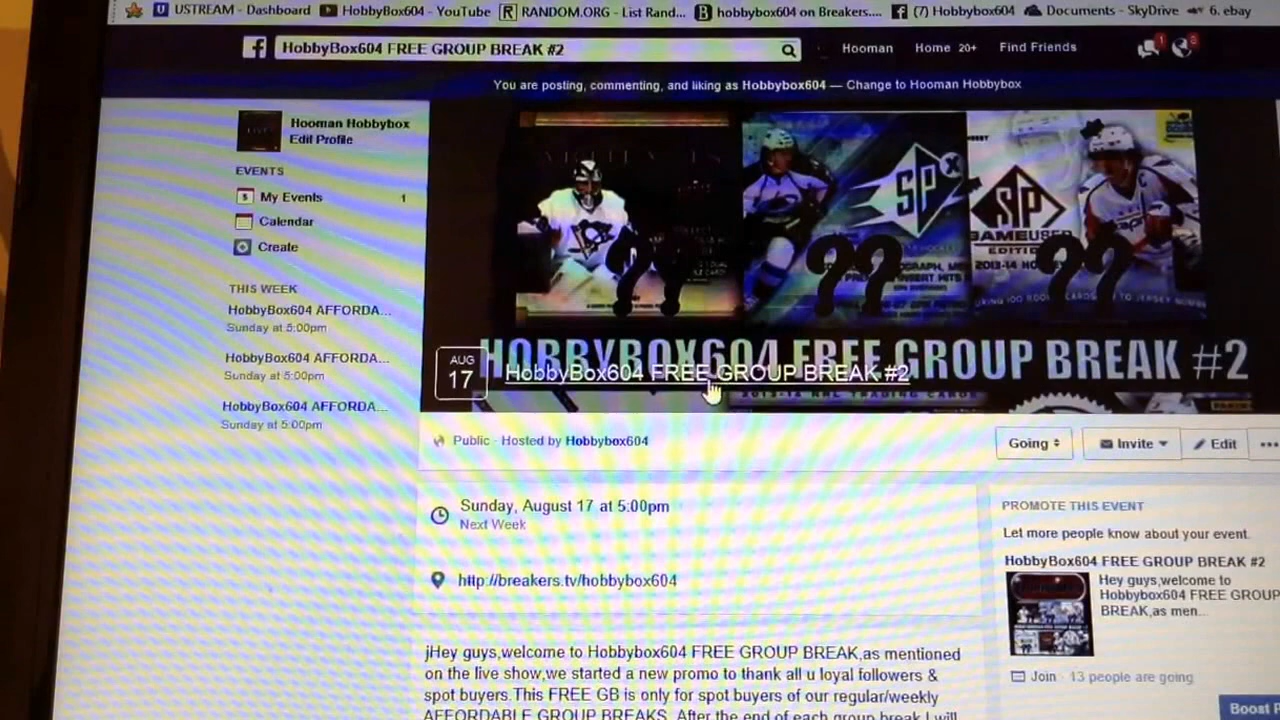 USTREAM - Dashboard
HobbyBox604 - YouTube
RANDOM.ORG - List Rand...
hobbybox604 on Breakers....
(7) Hobbybox604
Documents - SkyDrive
6. ebay
HobbyBox604 FREE GROUP BREAK #2
Hooman
Home 20+
Find Friends
1
You are posting, commenting, and liking as Hobbybox604 — Change to Hooman Hobbybox
Hooman Hobbybox
Edit Profile
EVENTS
My Events 1
Calendar
Create
THIS WEEK
HobbyBox604 AFFORDA...
Sunday at 5:00pm
HobbyBox604 AFFORDA...
Sunday at 5:00pm
HobbyBox604 AFFORDA...
Sunday at 5:00pm
SPX
SP
GAME USED
EDITION
2013-14
??
??
??
HOBBYBOX604 FREE GROUP BREAK #2
AUG
17
HobbyBox604 FREE GROUP BREAK #2
2013-14 NHL TRADING CARDS
Public · Hosted by Hobbybox604
Going
Invite
Edit
Sunday, August 17 at 5:00pm
Next Week
http://breakers.tv/hobbybox604
jHey guys,welcome to Hobbybox604 FREE GROUP BREAK,as mentioned
on the live show,we started a new promo to thank all u loyal followers &
spot buyers.This FREE GB is only for spot buyers of our regular/weekly
AFFORDABLE GROUP BREAKS. After the end of each group break I will
PROMOTE THIS EVENT
Let more people know about your event.
HobbyBox604 FREE GROUP BREAK #2
Hey guys,welcome to
Hobbybox604 FREE GROUP
BREAK,as men...
Join · 13 people are going
Boost